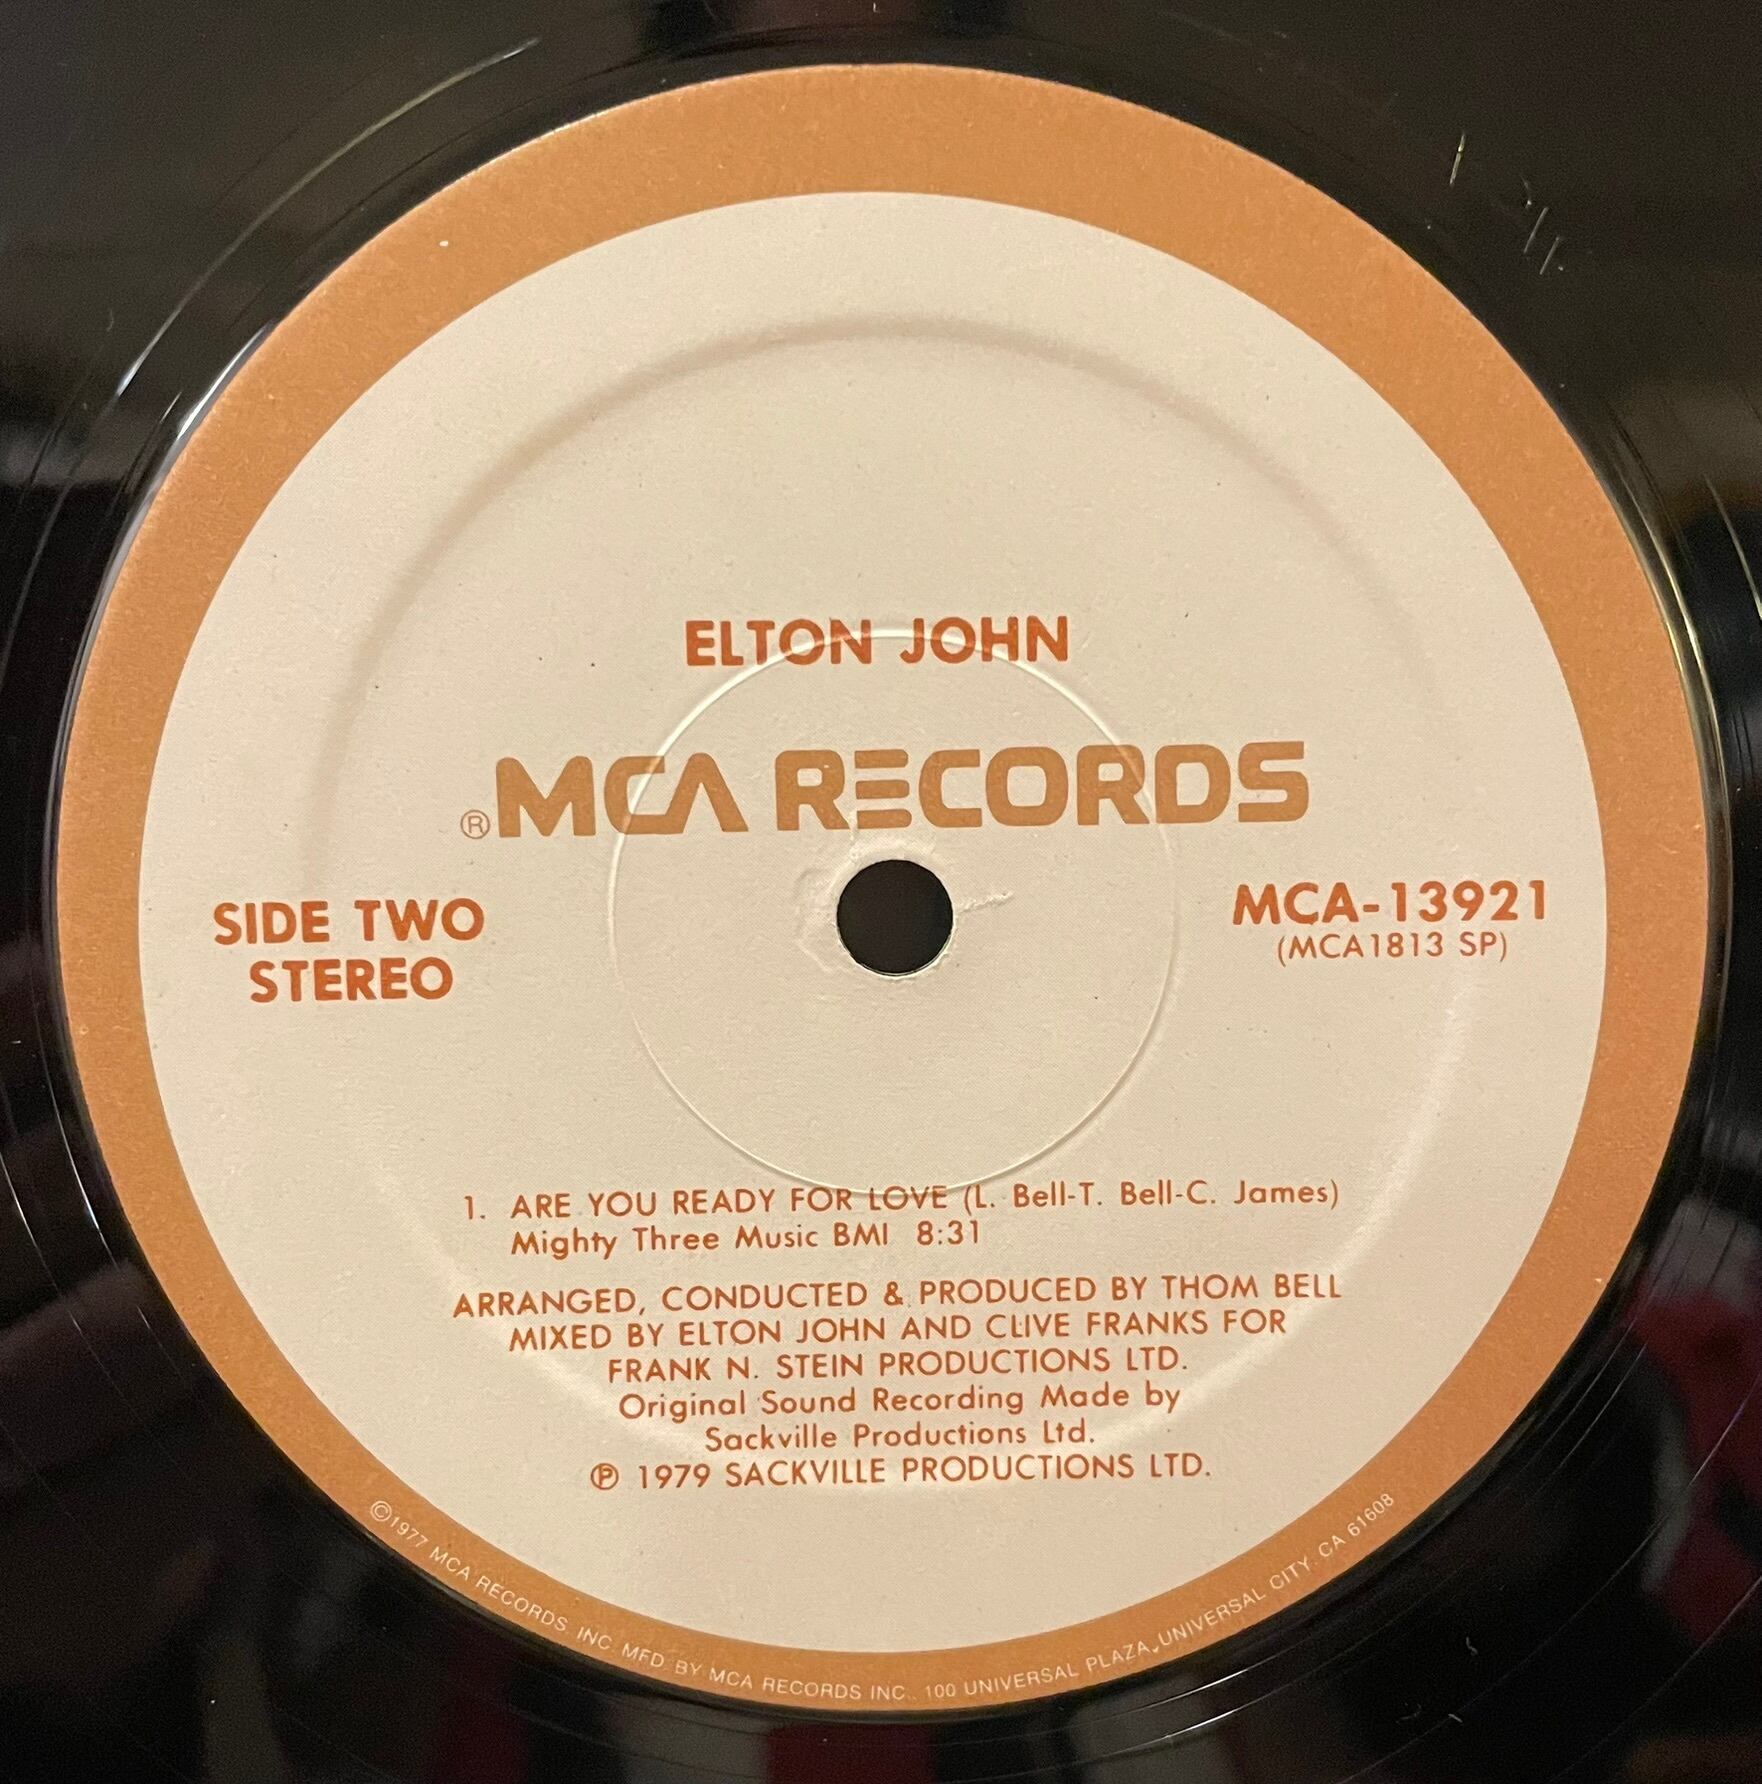 ELTON JOHN
®MCA RECORDS
SIDE TWO
STEREO
MCA-13921
(MCA1813 SP)
1. ARE YOU READY FOR LOVE (L. Bell-T. Bell-C. James)
Mighty Three Music BMI 8:31
ARRANGED, CONDUCTED & PRODUCED BY THOM BELL
MIXED BY ELTON JOHN AND CLIVE FRANKS FOR
FRANK N. STEIN PRODUCTIONS LTD.
Original Sound Recording Made by
Sackville Productions Ltd.
℗ 1979 SACKVILLE PRODUCTIONS LTD.
©1977 MCA RECORDS, INC. MFD. BY MCA RECORDS INC., 100 UNIVERSAL PLAZA, UNIVERSAL CITY. CA 61608